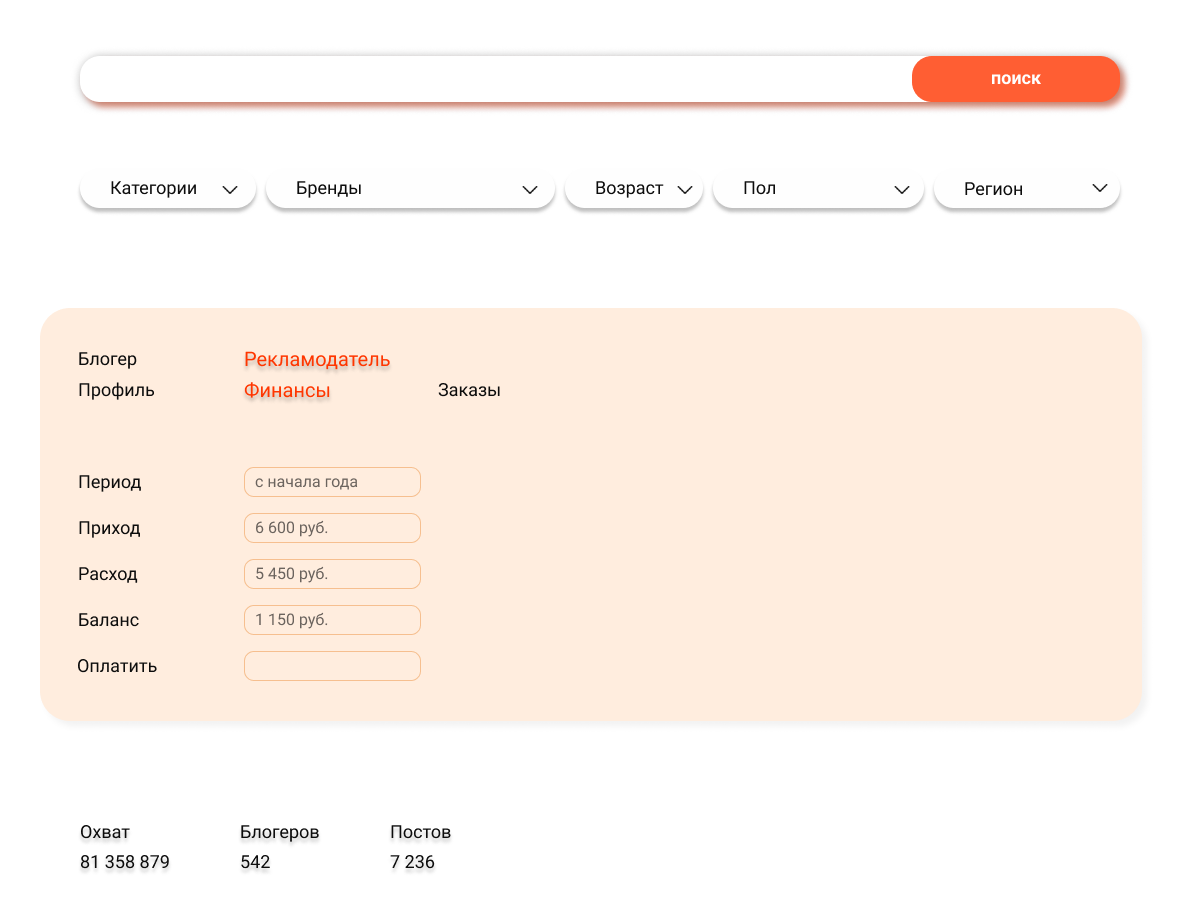 поиск
Категории Бренды Возраст Пол Регион
Блогер Рекламодатель
Профиль Финансы Заказы
Период с начала года
Приход 6 600 руб.
Расход 5 450 руб.
Баланс 1 150 руб.
Оплатить
Охват Блогеров Постов
81 358 879 542 7 236